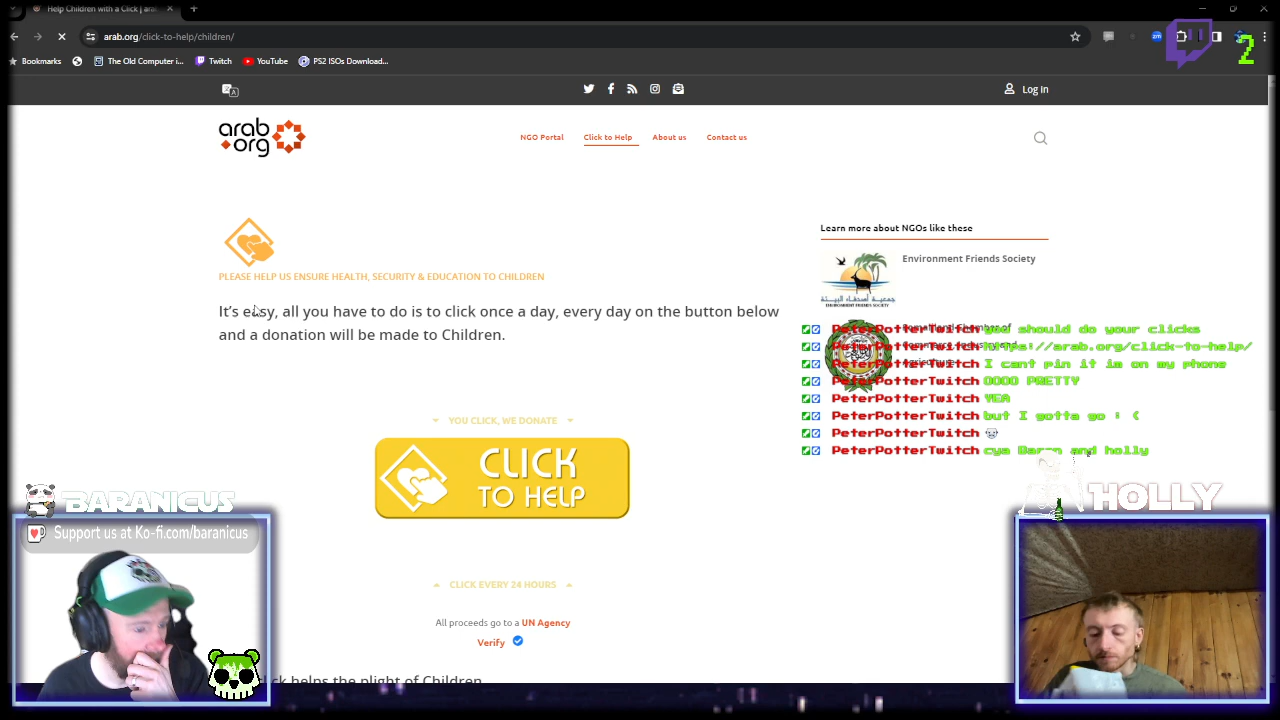 Help Children with a Click | ara
arab.org/click-to-help/children/
2
Bookmarks
The Old Computer i...
Twitch
YouTube
PS2 ISOs Download...
Log In
arab
org
NGO Portal
Click to Help
About us
Contact us
Learn more about NGOs like these
Environment Friends Society
ENVIRONMENT FRIENDS SOCIETY
PLEASE HELP US ENSURE HEALTH, SECURITY & EDUCATION TO CHILDREN
It's easy, all you have to do is to click once a day, every day on the button below
and a donation will be made to Children.
PeterPotterTwitch you should do your clicks
PeterPotterTwitch https://arab.org/click-to-help/
PeterPotterTwitch I cant pin it im on my phone
PeterPotterTwitch OOOO PRETTY
PeterPotterTwitch YEA
PeterPotterTwitch but I gotta go : (
PeterPotterTwitch
PeterPotterTwitch cya Baron and holly
YOU CLICK, WE DONATE
CLICK
TO HELP
CLICK EVERY 24 HOURS
All proceeds go to a UN Agency
Verify
click helps the plight of Children
BARANICUS
Support us at Ko-fi.com/baranicus
HOLLY